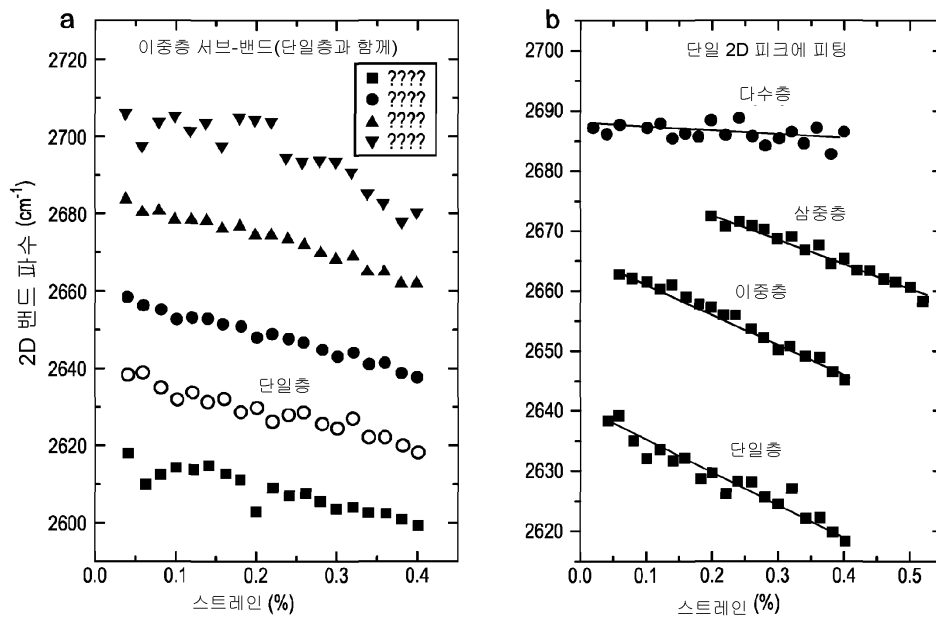 a
이중층 서브-밴드(단일층과 함께)
2720
2700
2680
2660
2640
2620
2600
2D 밴드 파수 (cm-1)
????
????
????
????
단일층
0.0 0.1 0.2 0.3 0.4
스트레인 (%)
b
단일 2D 피크에 피팅
2700
2690
2680
2670
2660
2650
2640
2630
2620
다수층
삼중층
이중층
단일층
0.0 0.1 0.2 0.3 0.4 0.5
스트레인 (%)